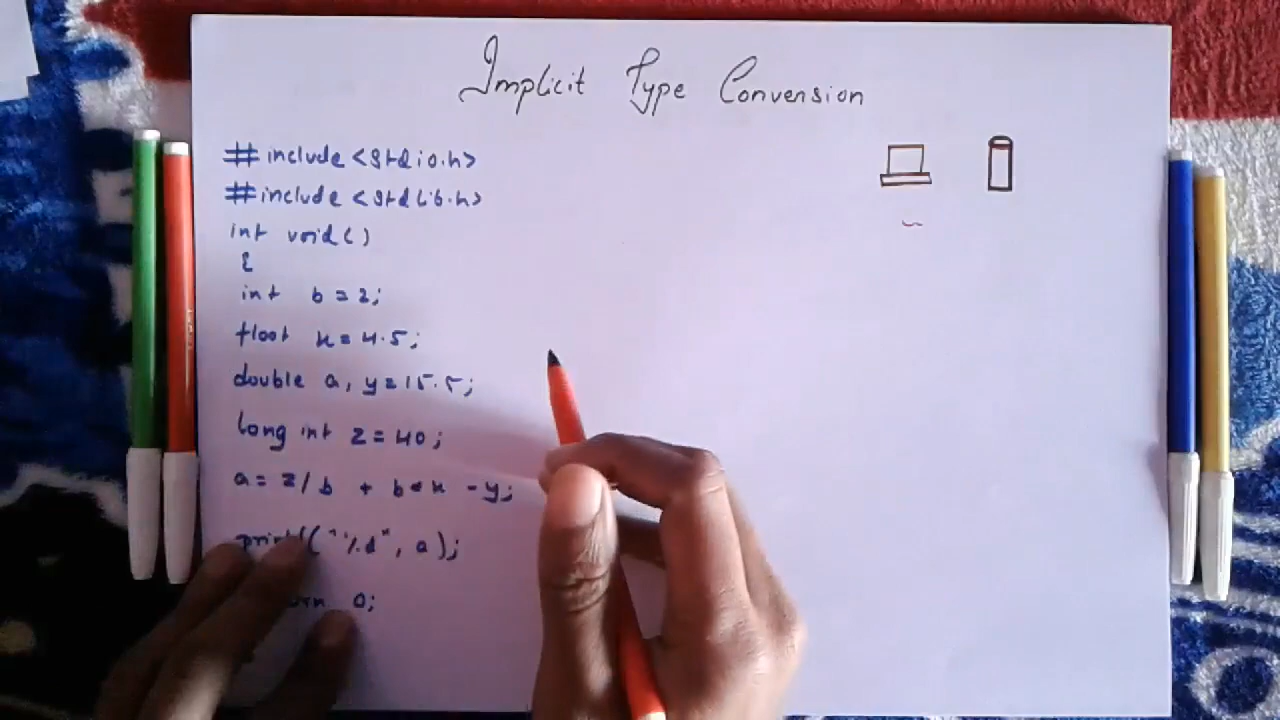 Implicit Type Conversion
#include <stdio.h>
#include <stdlib.h>
int void()
{
int b = 2;
float x = 4.5;
double a, y = 15.5;
long int z = 40;
a = z/b + b * x - y;
("%d", a);
0;